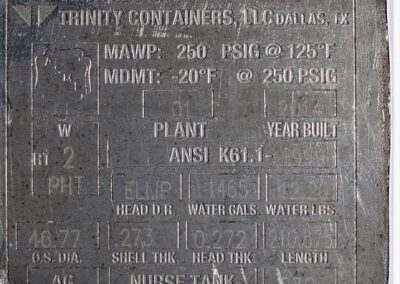 TRINITY CONTAINERS, LLC DALLAS, TX
MAWP: 250 PSIG @ 125°F
MDMT: -20°F @ 250 PSIG
U 01
W PLANT YEAR BUILT
RT 2 ANSI K61.1-
PHT
ELLIP 1465
HEAD D.R. WATER GALS. WATER LBS.
46.77 .273 0.272
O.S. DIA. SHELL THK. HEAD THK LENGTH
AG NURSE TANK